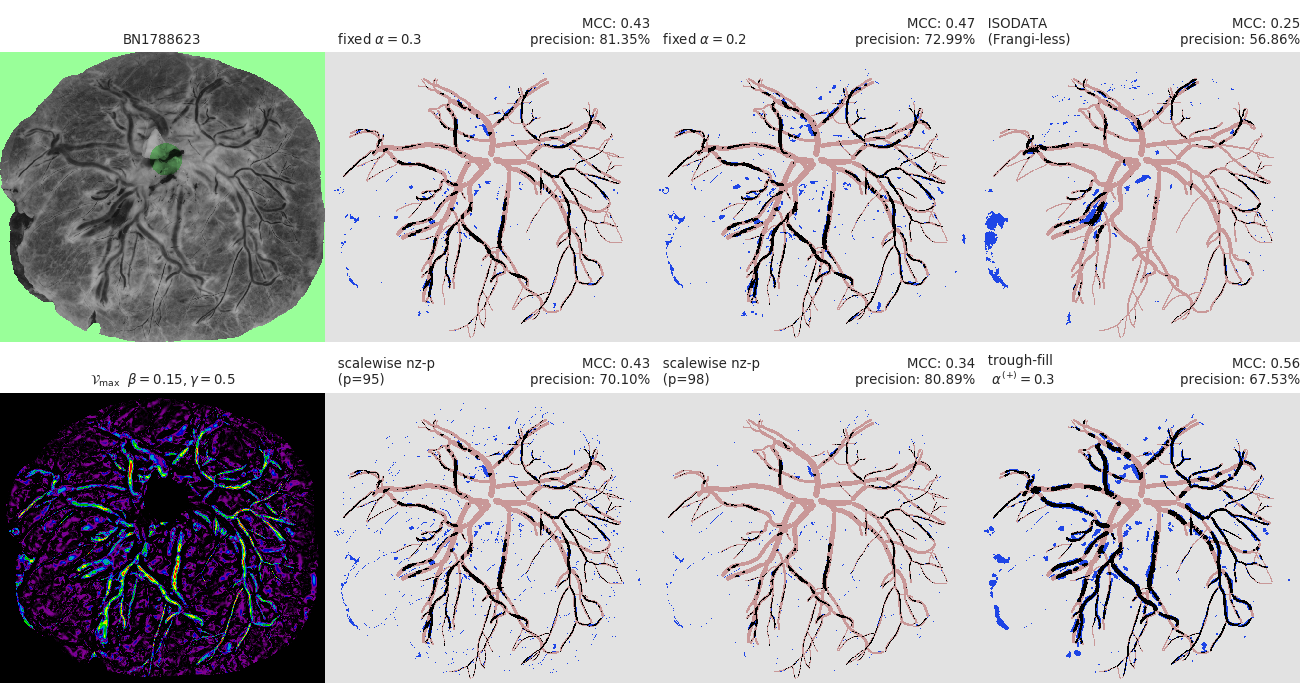 BN1788623
fixed α = 0.3
MCC: 0.43
precision: 81.35%
fixed α = 0.2
MCC: 0.47
precision: 72.99%
ISODATA
(Frangi-less)
MCC: 0.25
precision: 56.86%
𝒱max β = 0.15, γ = 0.5
scalewise nz-p
(p=95)
MCC: 0.43
precision: 70.10%
scalewise nz-p
(p=98)
MCC: 0.34
precision: 80.89%
trough-fill
α(+) = 0.3
MCC: 0.56
precision: 67.53%